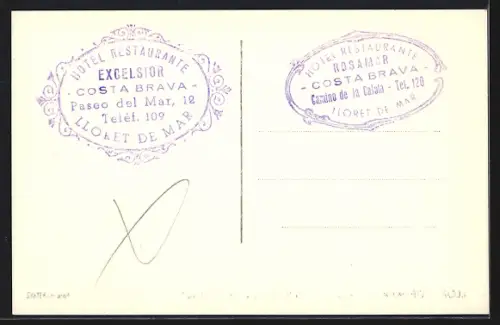 HOTEL RESTAURANTE
EXCELSIOR
- COSTA BRAVA -
Paseo del Mar, 12
Teléf. 109
LLORET DE MAR
HOTEL RESTAURANTE
ROSAMAR
- COSTA BRAVA -
Camino de la Caleta - Tel. 120
LLORET DE MAR